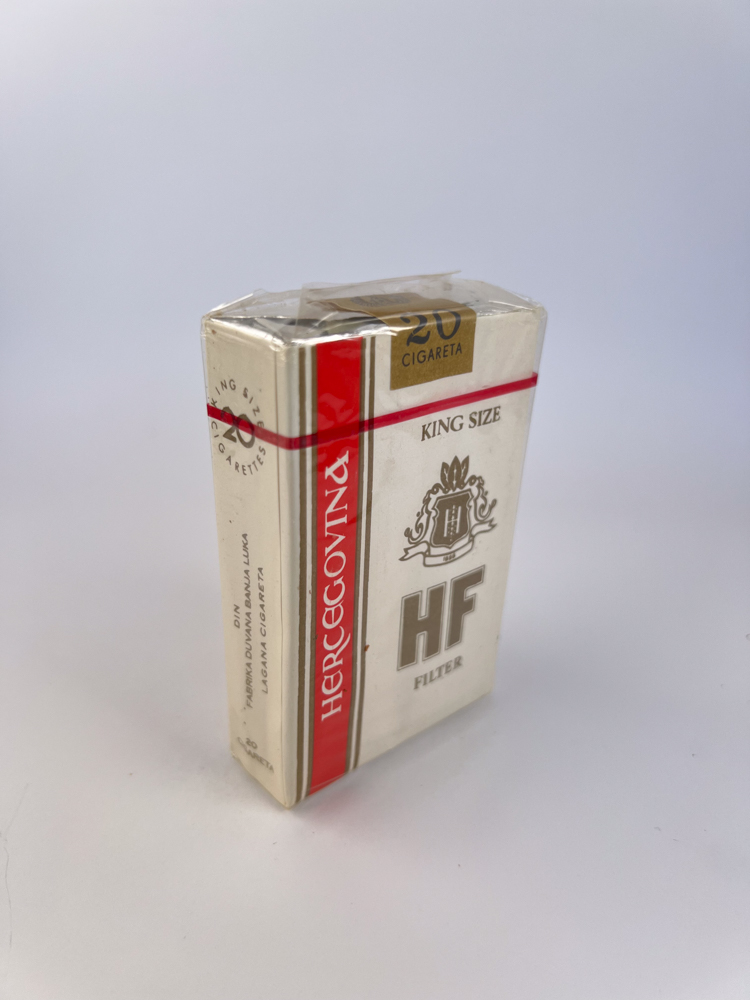 20
CIGARETA
KING SIZE
HF
FILTER
HERCEGOVINA
KING SIZE
20
CIGARETTES
DIN
FABRIKA DUVANA BANJA LUKA
LAGANA CIGARETA
20
CIGARETA